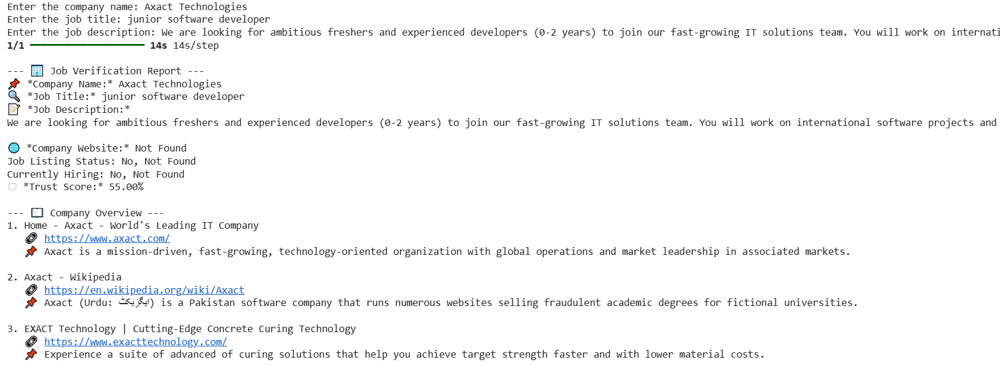 Enter the company name: Axact Technologies
Enter the job title: junior software developer
Enter the job description: We are looking for ambitious freshers and experienced developers (0-2 years) to join our fast-growing IT solutions team. You will work on internati
1/1 ━━━━━━━━━━━━━━━━━━━━ 14s 14s/step
--- 🏢 Job Verification Report ---
📌 *Company Name:* Axact Technologies
🔍 *Job Title:* junior software developer
📝 *Job Description:*
We are looking for ambitious freshers and experienced developers (0-2 years) to join our fast-growing IT solutions team. You will work on international software projects and
🌐 *Company Website:* Not Found
Job Listing Status: No, Not Found
Currently Hiring: No, Not Found
🛡 *Trust Score:* 55.00%
--- 📖 Company Overview ---
1. Home - Axact - World's Leading IT Company
🔗 https://www.axact.com/
📌 Axact is a mission-driven, fast-growing, technology-oriented organization with global operations and market leadership in associated markets.
2. Axact - Wikipedia
🔗 https://en.wikipedia.org/wiki/Axact
📌 Axact (Urdu: ایگزیکٹ) is a Pakistan software company that runs numerous websites selling fraudulent academic degrees for fictional universities.
3. EXACT Technology | Cutting-Edge Concrete Curing Technology
🔗 https://www.exacttechnology.com/
📌 Experience a suite of advanced of curing solutions that help you achieve target strength faster and with lower material costs.